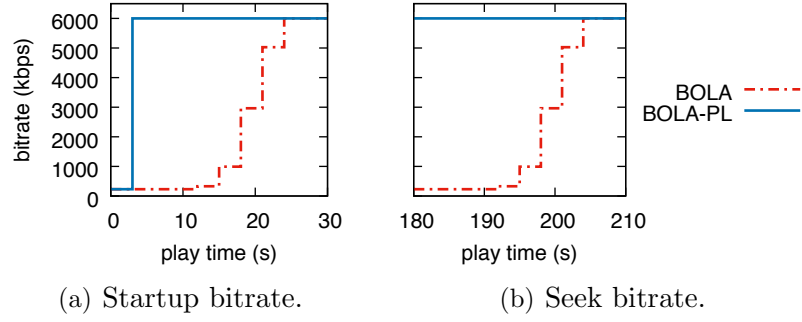 bitrate (kbps)
6000
5000
4000
3000
2000
1000
0
0 10 20 30
play time (s)
(a) Startup bitrate.
180 190 200 210
play time (s)
(b) Seek bitrate.
BOLA
BOLA-PL